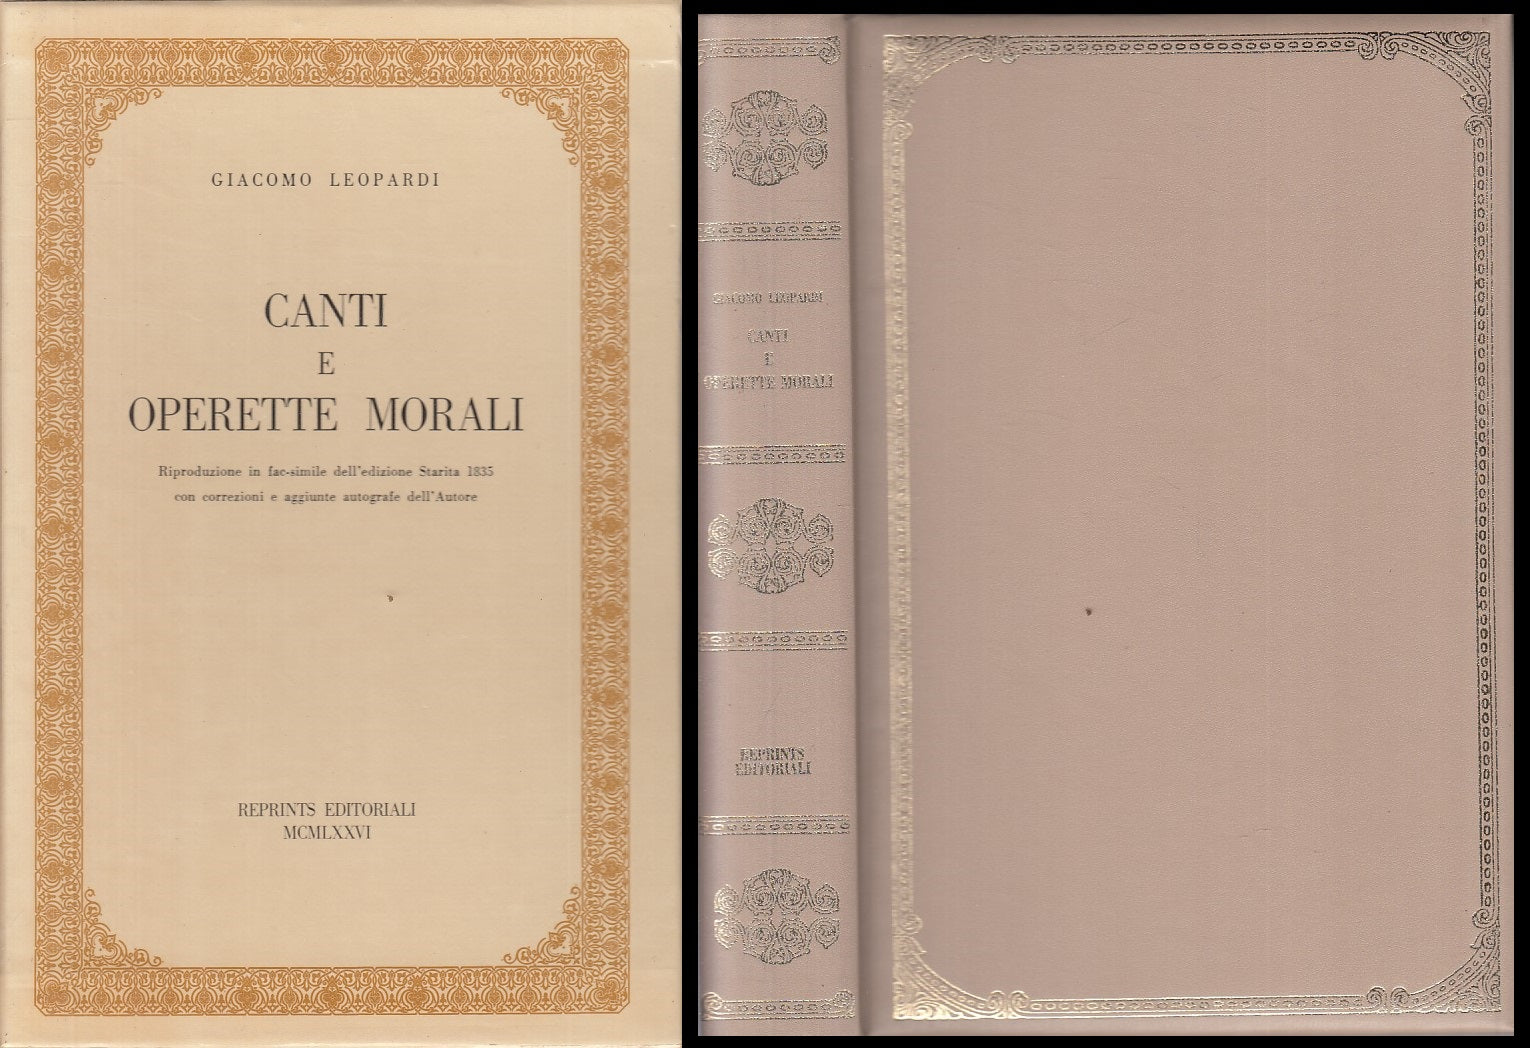 GIACOMO LEOPARDI
CANTI
E
OPERETTE MORALI
Riproduzione in fac-simile dell'edizione Starita 1835
con correzioni e aggiunte autografe dell'Autore
REPRINTS EDITORIALI
MCMLXXVI
GIACOMO LEOPARDI
CANTI
E
OPERETTE MORALI
REPRINTS
EDITORIALI